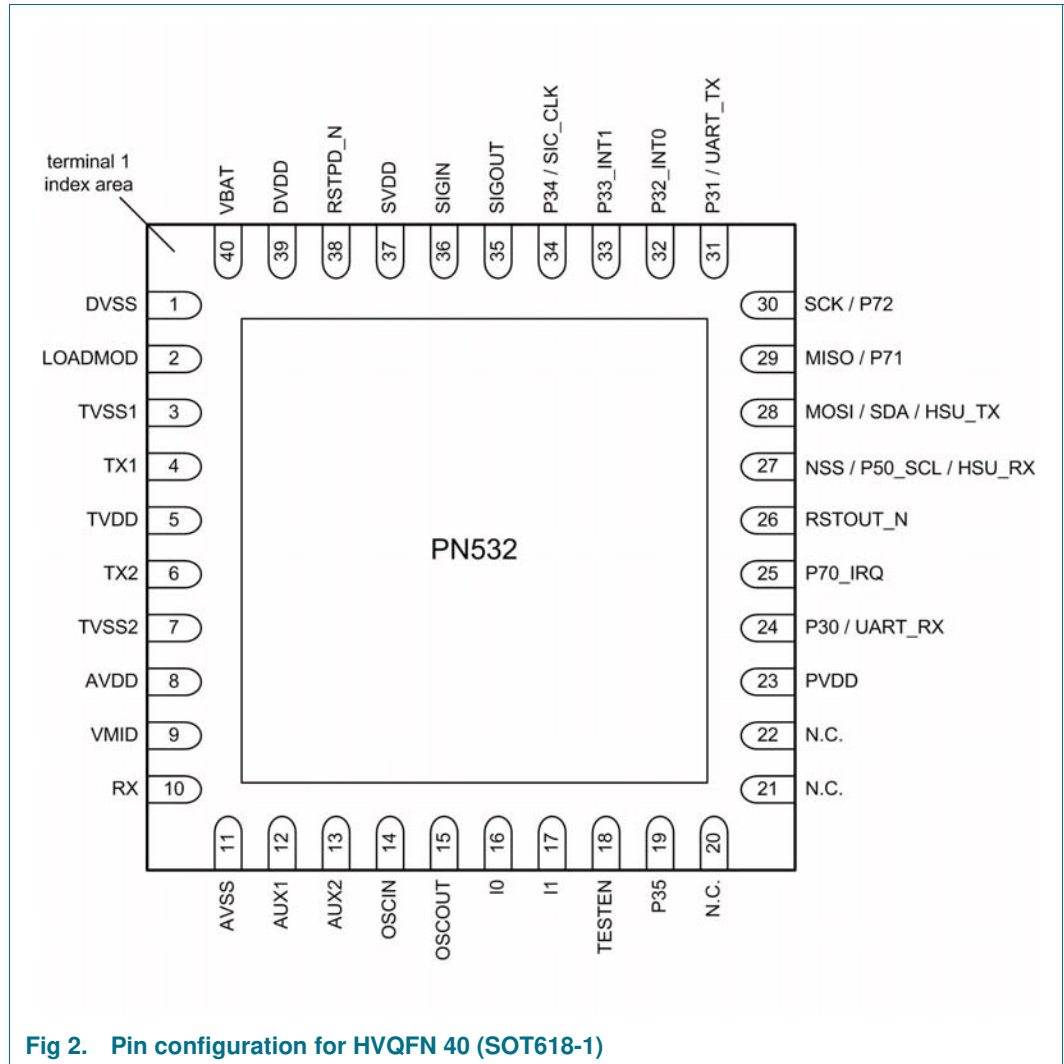 terminal 1
index area
VBAT
DVDD
RSTPD_N
SVDD
SIGIN
SIGOUT
P34 / SIC_CLK
P33_INT1
P32_INT0
P31 / UART_TX
40
39
38
37
36
35
34
33
32
31
DVSS 1
LOADMOD 2
TVSS1 3
TX1 4
TVDD 5
TX2 6
TVSS2 7
AVDD 8
VMID 9
RX 10
PN532
30 SCK / P72
29 MISO / P71
28 MOSI / SDA / HSU_TX
27 NSS / P50_SCL / HSU_RX
26 RSTOUT_N
25 P70_IRQ
24 P30 / UART_RX
23 PVDD
22 N.C.
21 N.C.
11
12
13
14
15
16
17
18
19
20
AVSS
AUX1
AUX2
OSCIN
OSCOUT
I0
I1
TESTEN
P35
N.C.
Fig 2. Pin configuration for HVQFN 40 (SOT618-1)